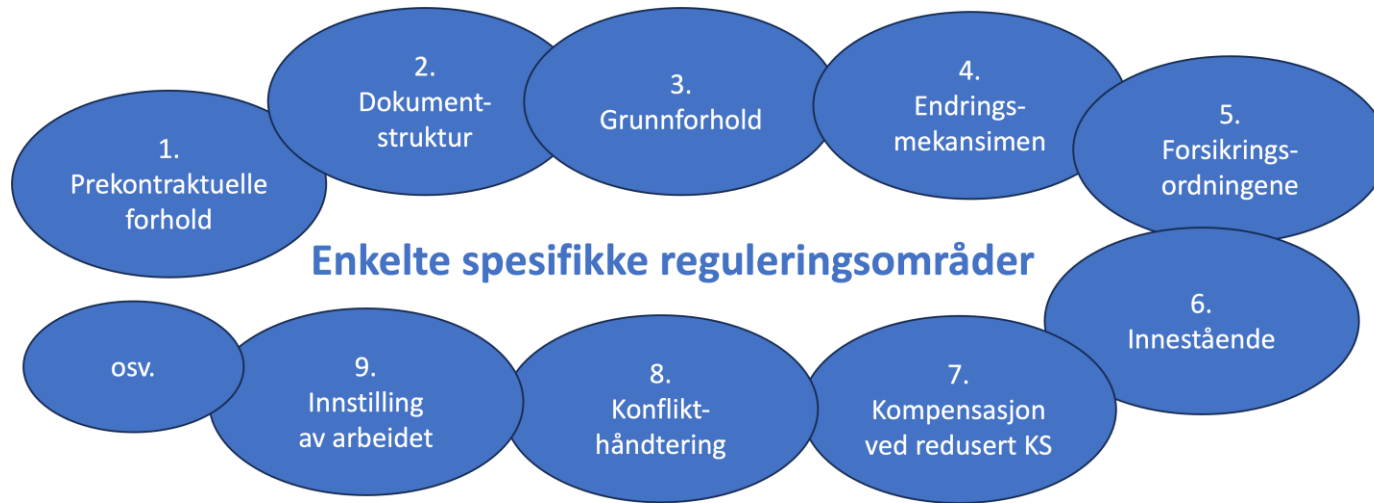 1.
Prekontraktuelle
forhold
2.
Dokument-
struktur
3.
Grunnforhold
4.
Endrings-
mekansimen
5.
Forsikrings-
ordningene
Enkelte spesifikke reguleringsområder
6.
Innestående
7.
Kompensasjon
ved redusert KS
8.
Konflikt-
håndtering
9.
Innstilling
av arbeidet
osv.